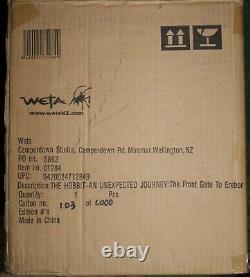 9420024712849
WETA
www.wetaNZ.com
Weta
Camperdown Studio, Camperdown Rd, Miramar,Wellington,NZ
PO no. 5862
Item no. 01284
UPC: 9420024712849
Description THE HOBBIT-AN UNEXPECTED JOURNEY:The Front Gate To Erebor
Quantity: 1 Pcs
Carton no. 103 of 1000
Edition #'s
Made in China